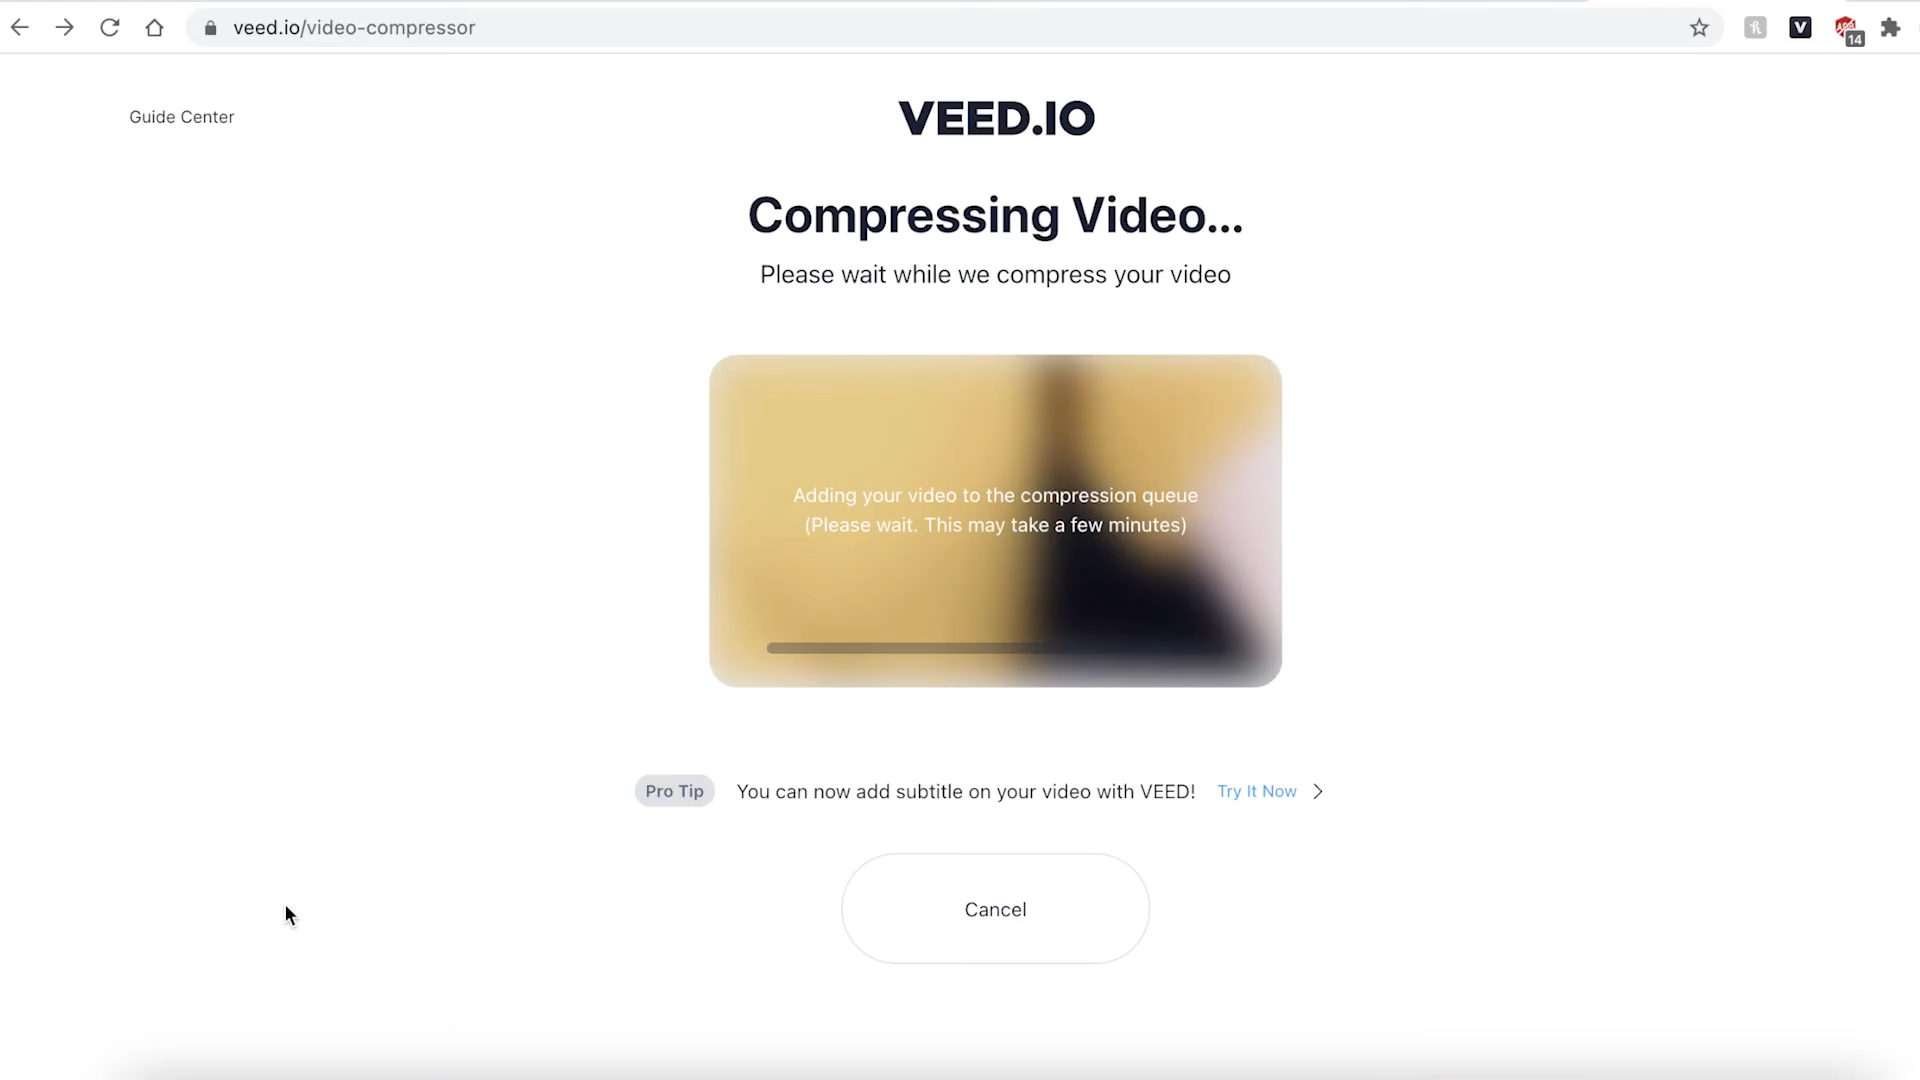 veed.io/video-compressor
14
Guide Center
VEED.IO
Compressing Video...
Please wait while we compress your video
Adding your video to the compression queue
(Please wait. This may take a few minutes)
Pro Tip You can now add subtitle on your video with VEED! Try It Now
Cancel